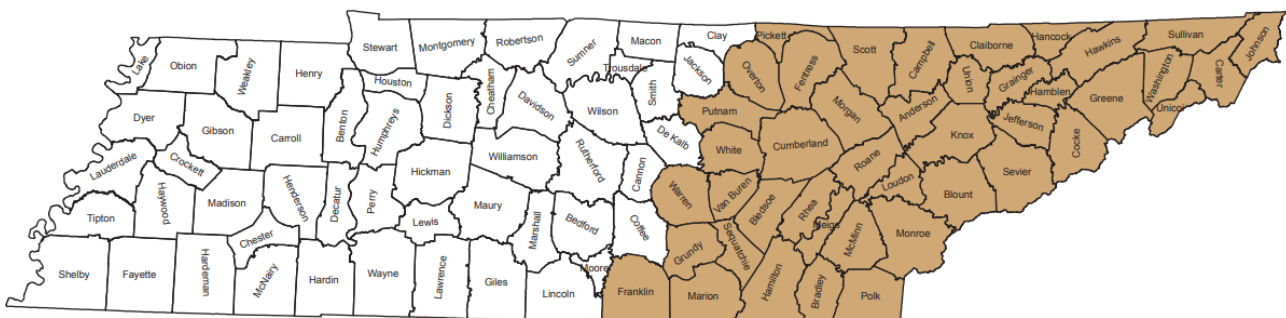 Lake
Obion
Weakley
Henry
Stewart
Montgomery
Robertson
Sumner
Macon
Trousdale
Clay
Jackson
Pickett
Overton
Fentress
Scott
Campbell
Claiborne
Hancock
Hawkins
Sullivan
Johnson
Carter
Washington
Unicoi
Greene
Hamblen
Grainger
Union
Houston
Dyer
Gibson
Carroll
Benton
Humphreys
Dickson
Cheatham
Davidson
Wilson
Smith
De Kalb
Putnam
White
Cumberland
Morgan
Anderson
Knox
Jefferson
Cocke
Sevier
Blount
Loudon
Roane
Lauderdale
Crockett
Haywood
Madison
Henderson
Decatur
Perry
Hickman
Williamson
Rutherford
Cannon
Warren
Van Buren
Bledsoe
Rhea
Meigs
McMinn
Monroe
Tipton
Chester
Lewis
Maury
Marshall
Bedford
Coffee
Grundy
Sequatchie
Shelby
Fayette
Hardeman
McNairy
Hardin
Wayne
Lawrence
Giles
Lincoln
Moore
Franklin
Marion
Hamilton
Bradley
Polk